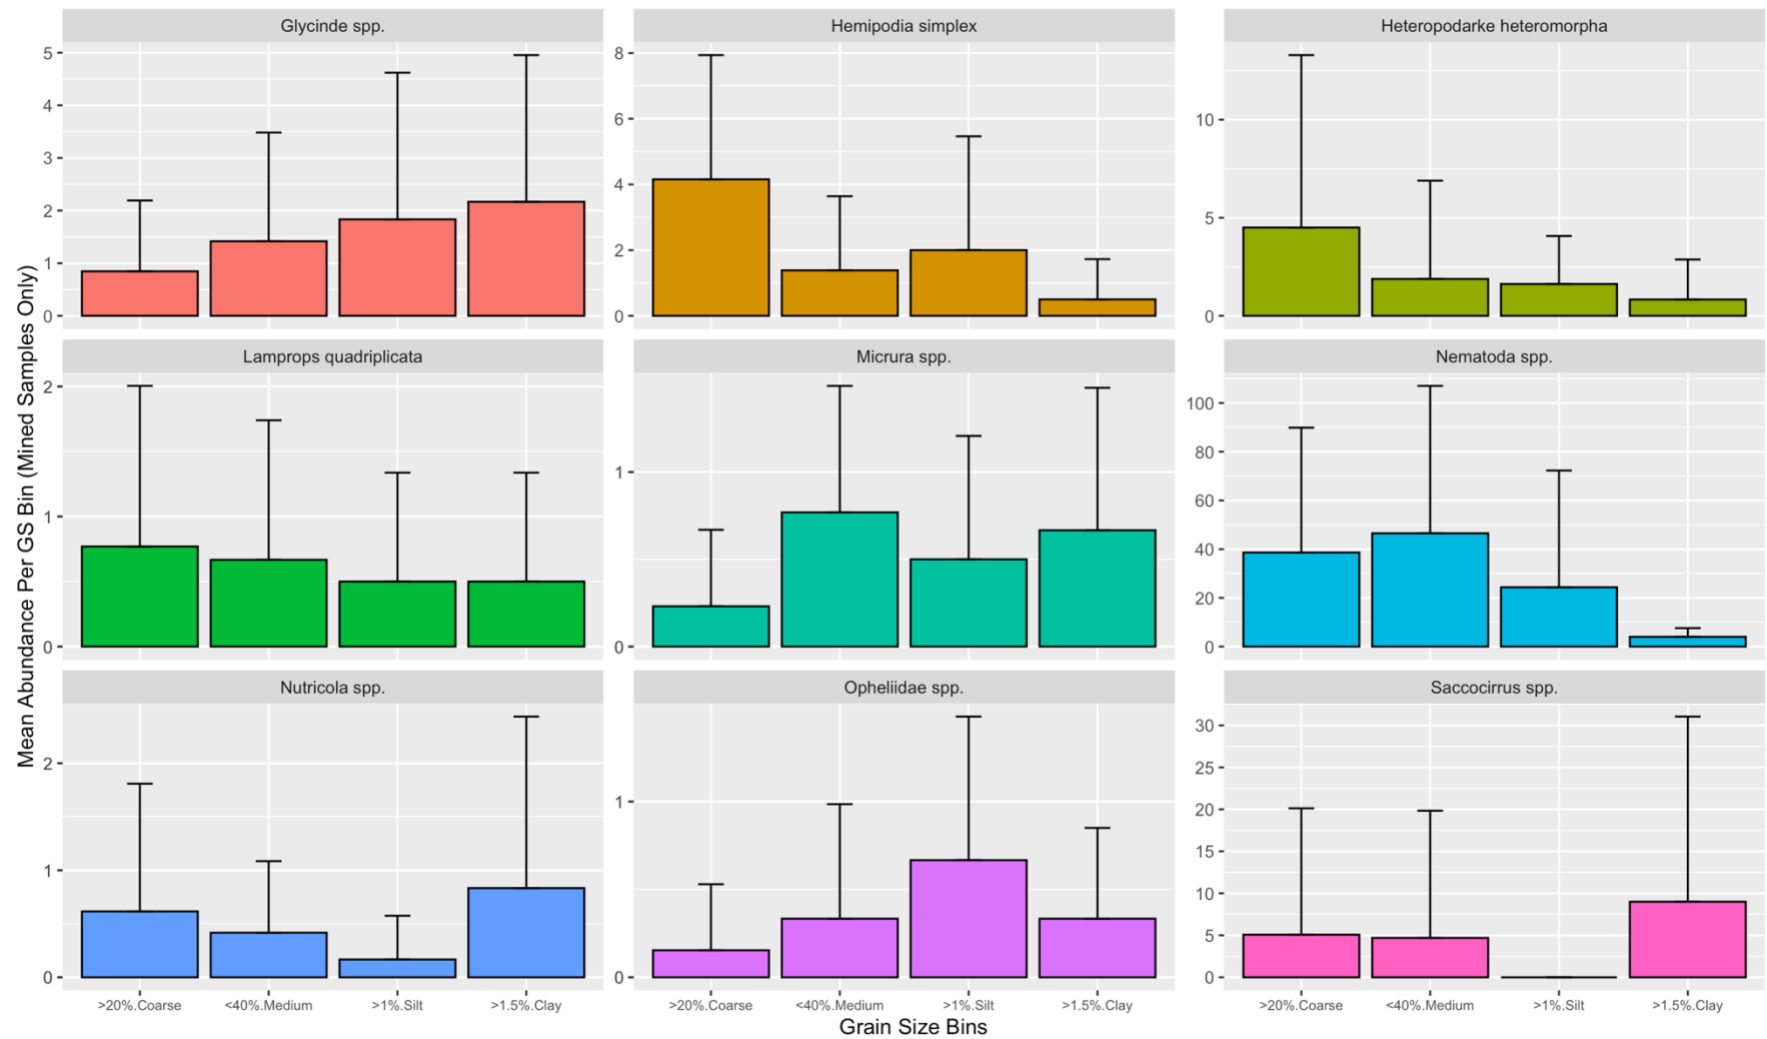 Glycinde spp.
Hemipodia simplex
Heteropodarke heteromorpha
5
4
3
2
1
0
8
6
4
2
0
10
5
0
Lamprops quadriplicata
Micrura spp.
Nematoda spp.
2
1
0
1
0
100
80
60
40
20
0
Nutricola spp.
Opheliidae spp.
Saccocirrus spp.
2
1
0
1
0
30
25
20
15
10
5
0
>20%.Coarse <40%.Medium >1%.Silt >1.5%.Clay
>20%.Coarse <40%.Medium >1%.Silt >1.5%.Clay
>20%.Coarse <40%.Medium >1%.Silt >1.5%.Clay
Grain Size Bins
Mean Abundance Per GS Bin (Mined Samples Only)